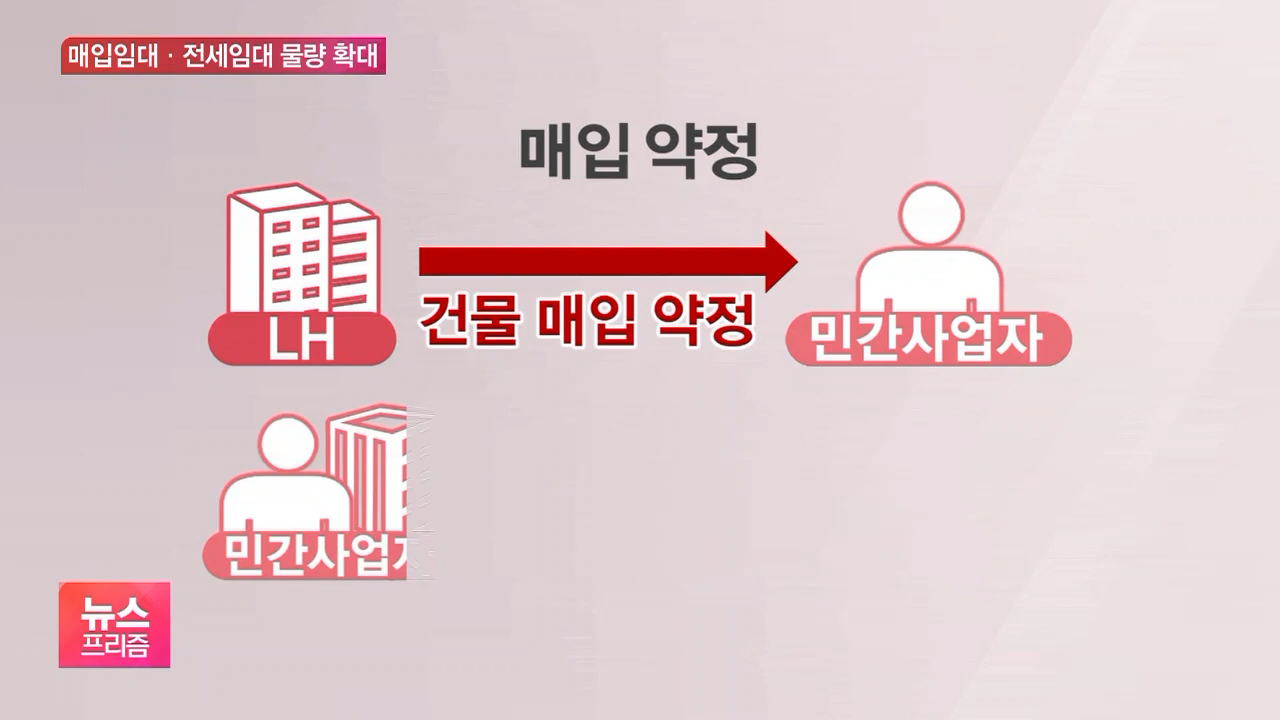 매입임대 · 전세임대 물량 확대
매입 약정
건물 매입 약정
LH
민간사업자
민간사업
뉴스
프리즘